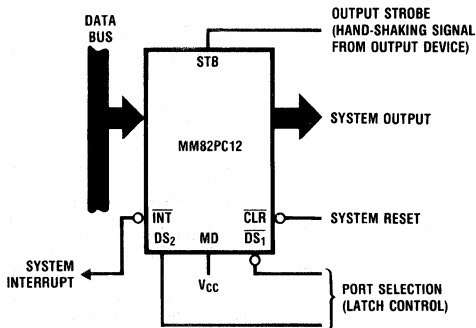 DATA
BUS
OUTPUT STROBE
(HAND-SHAKING SIGNAL
FROM OUTPUT DEVICE)
STB
SYSTEM OUTPUT
MM82PC12
INT
CLR
SYSTEM RESET
DS2
MD
DS1
SYSTEM
INTERRUPT
VCC
PORT SELECTION
(LATCH CONTROL)